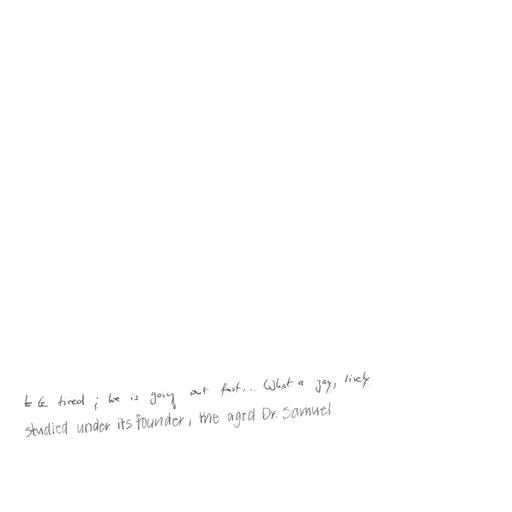 to be tired ; he is going out fast... What a gay, lively
studied under its founder, the aged Dr. Samuel